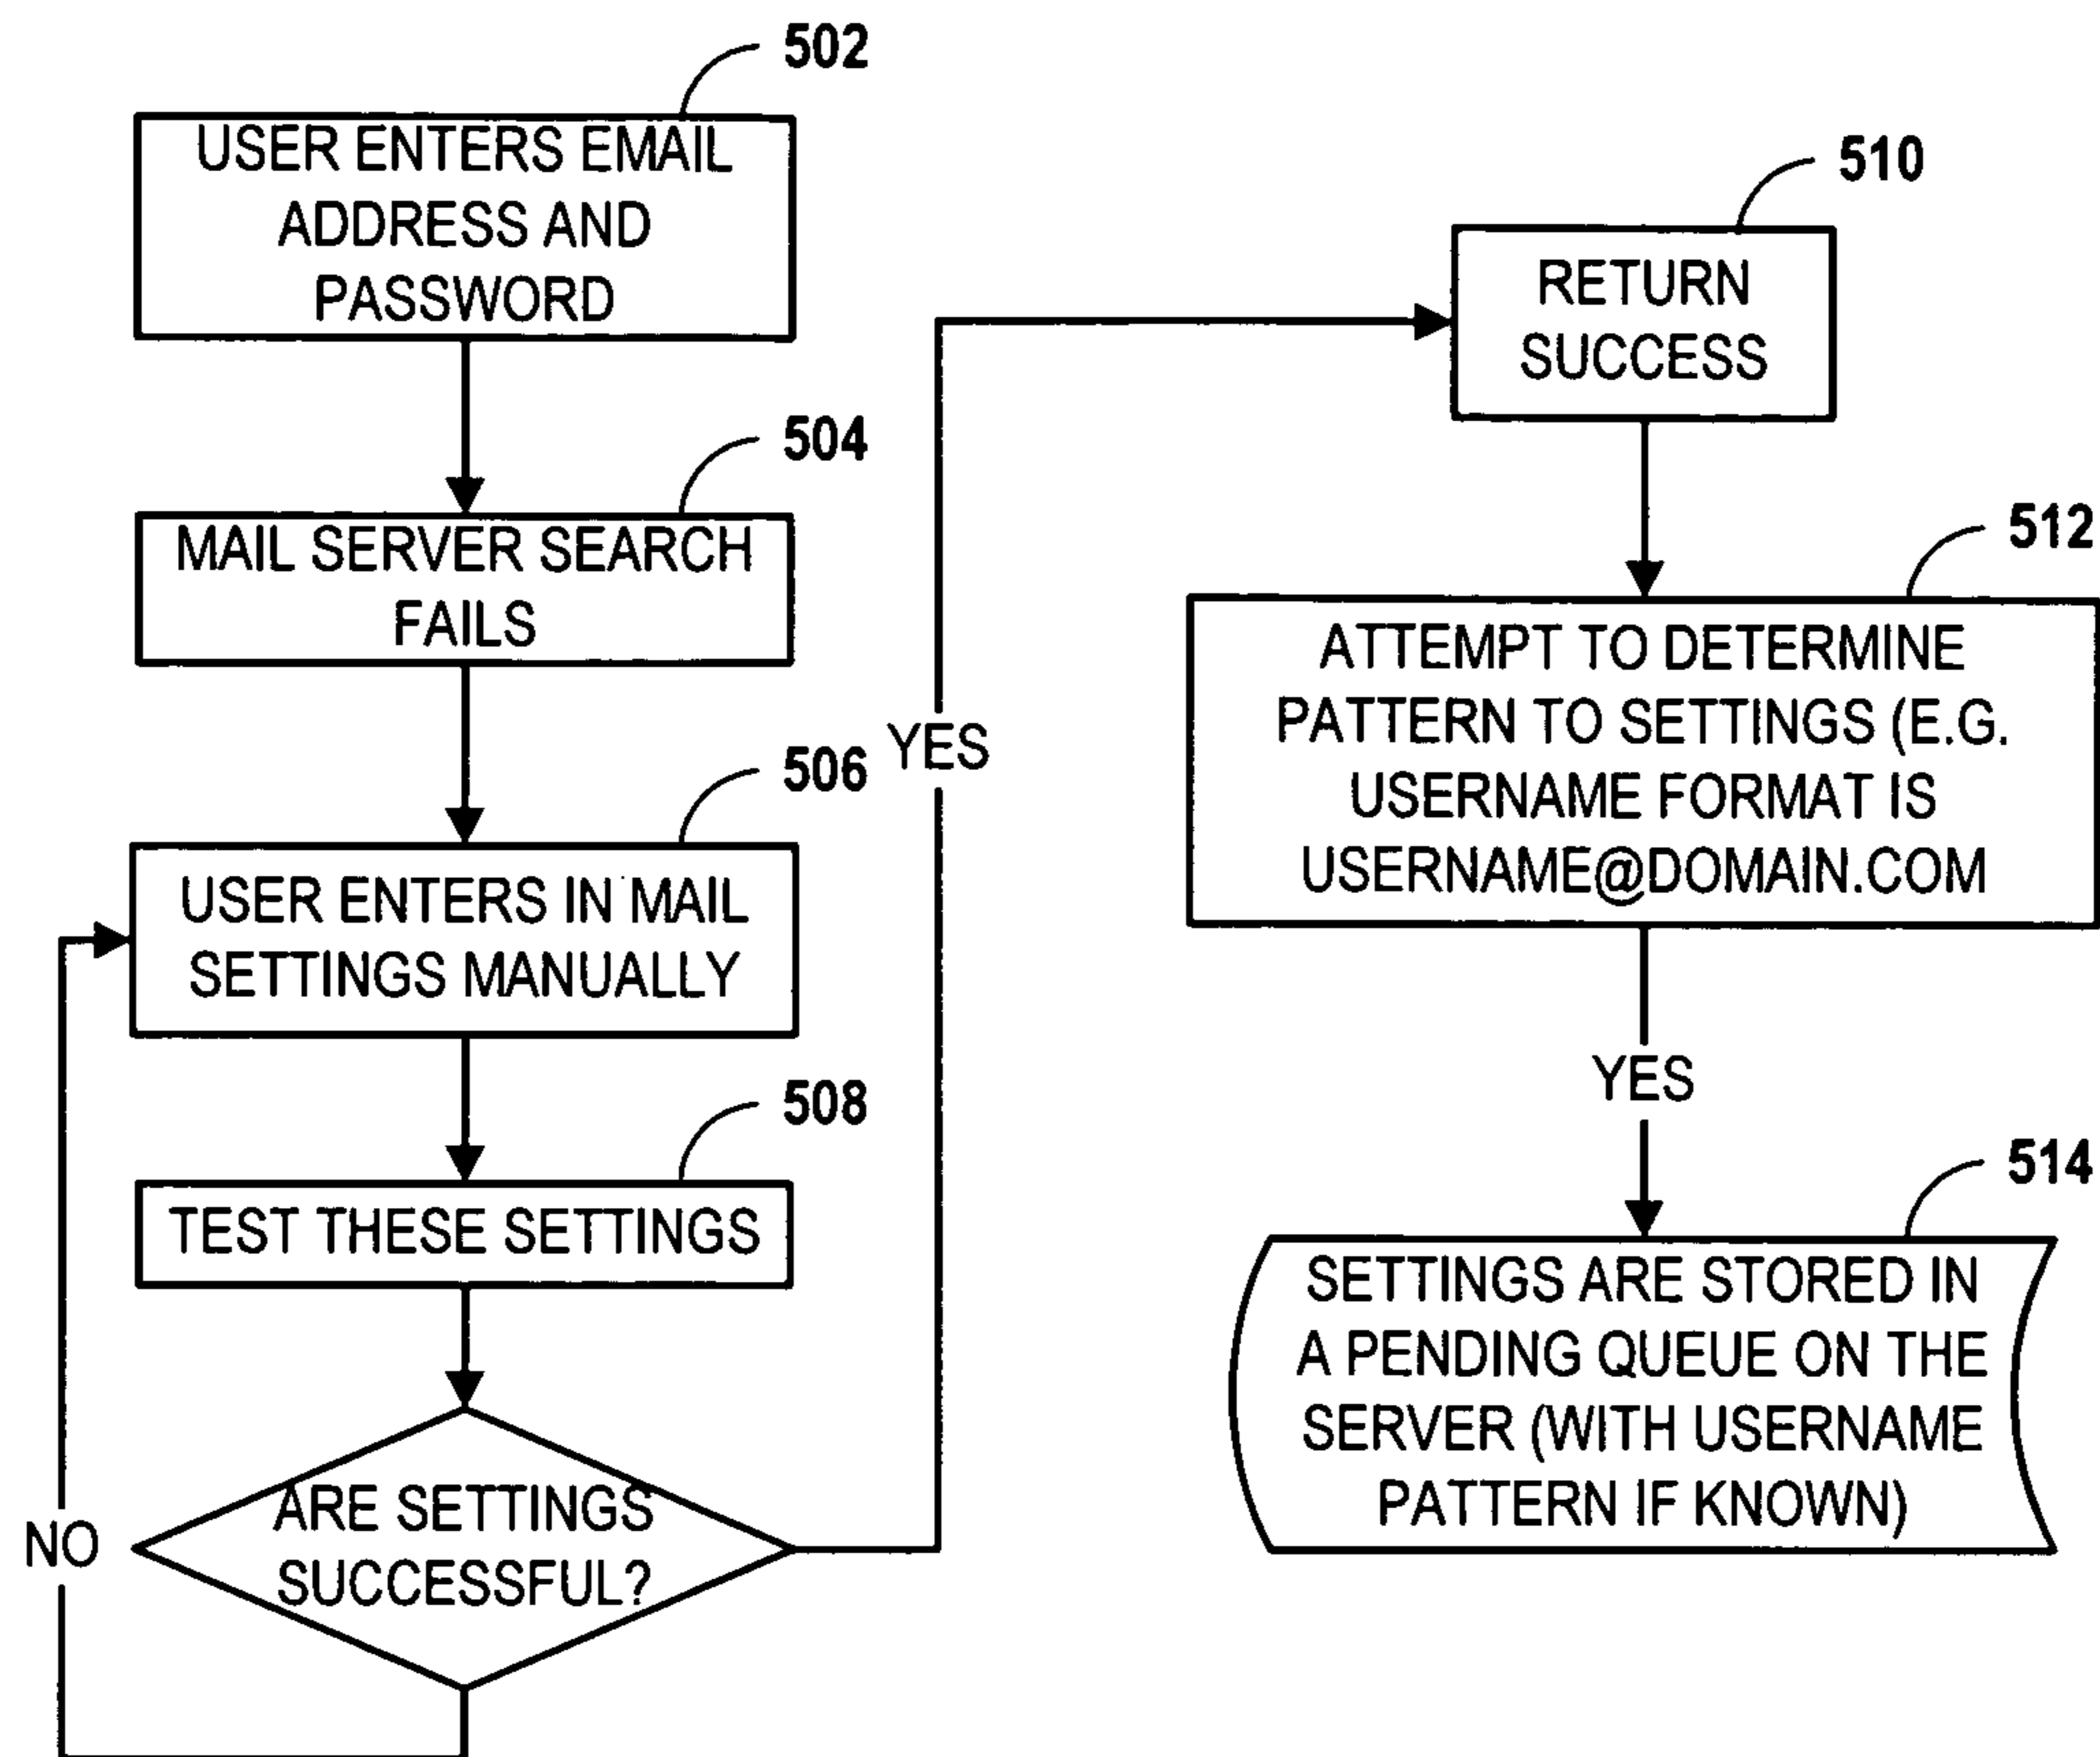 502
USER ENTERS EMAIL
ADDRESS AND
PASSWORD
504
MAIL SERVER SEARCH
FAILS
506
USER ENTERS IN MAIL
SETTINGS MANUALLY
508
TEST THESE SETTINGS
ARE SETTINGS
SUCCESSFUL?
NO
YES
510
RETURN
SUCCESS
512
ATTEMPT TO DETERMINE
PATTERN TO SETTINGS (E.G.
USERNAME FORMAT IS
USERNAME@DOMAIN.COM
YES
514
SETTINGS ARE STORED IN
A PENDING QUEUE ON THE
SERVER (WITH USERNAME
PATTERN IF KNOWN)